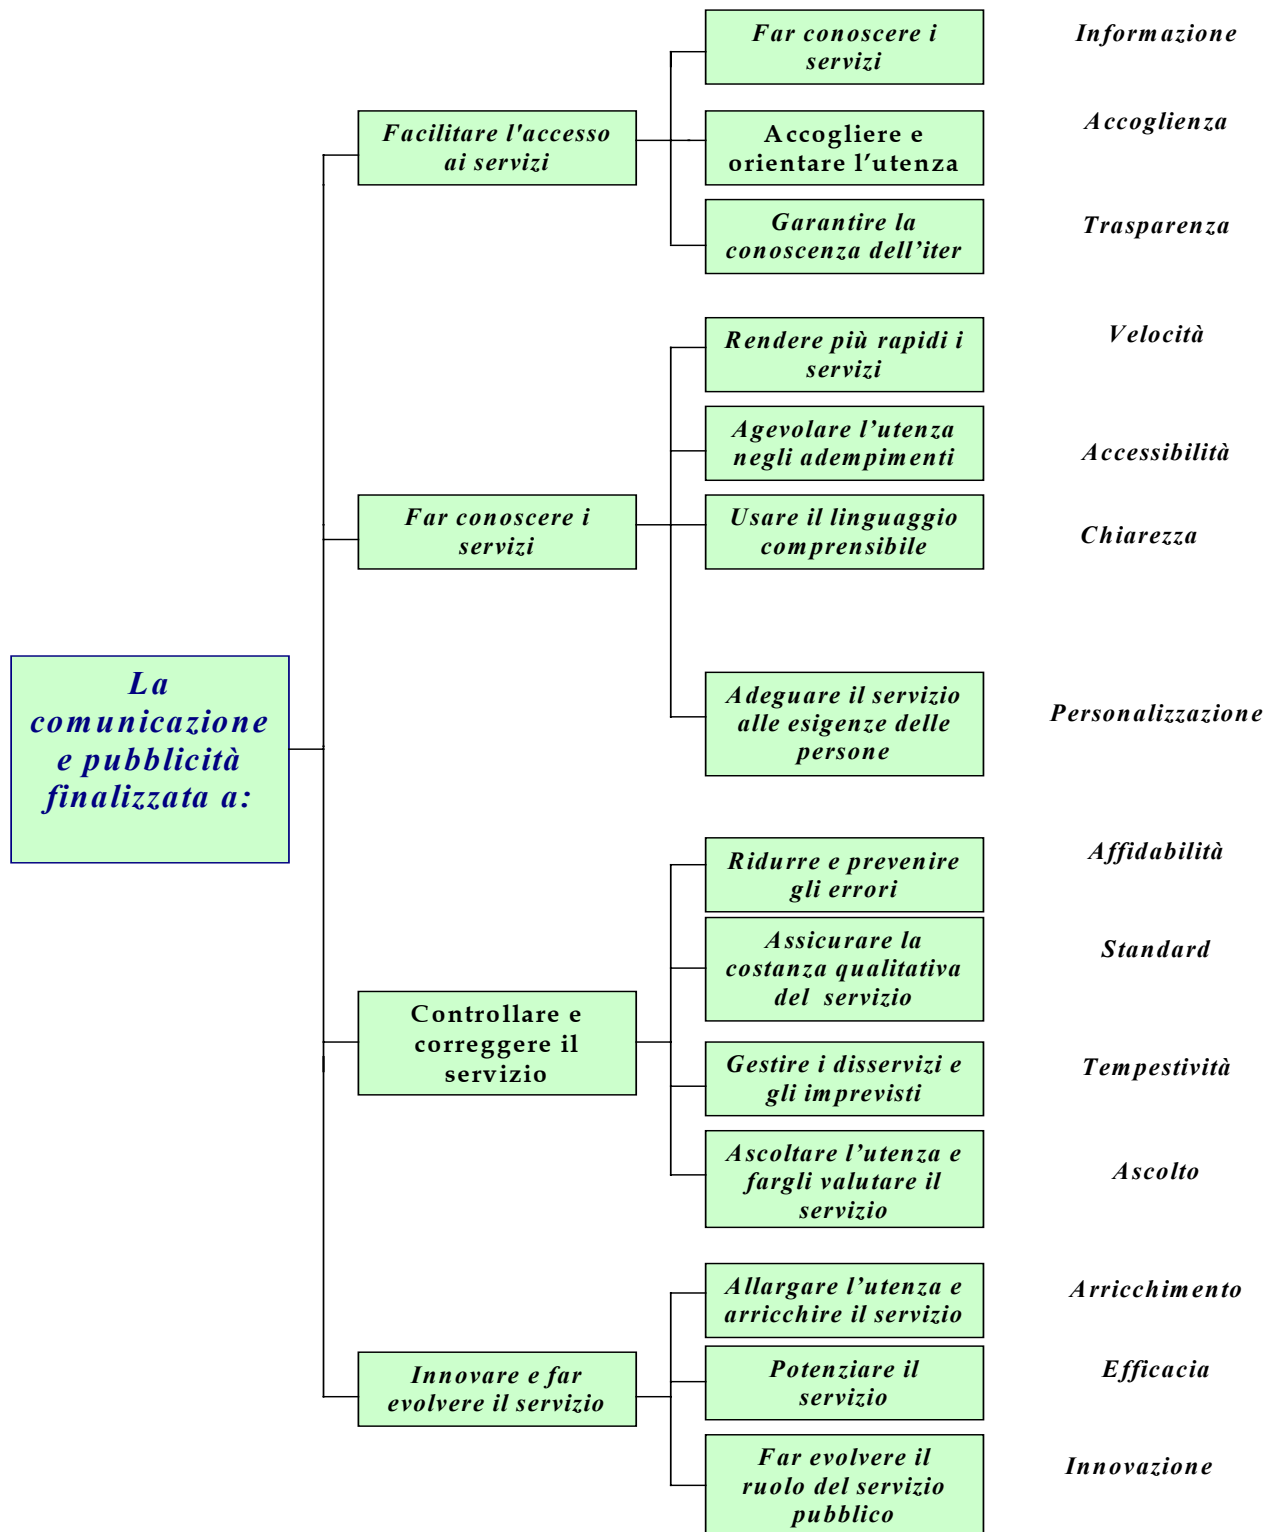 Far conoscere i
servizi
Informazione
Facilitare l'accesso
ai servizi
Accogliere e
orientare l'utenza
Accoglienza
Garantire la
conoscenza dell'iter
Trasparenza
Rendere più rapidi i
servizi
Velocità
Agevolare l'utenza
negli adempimenti
Accessibilità
Far conoscere i
servizi
Usare il linguaggio
comprensibile
Chiarezza
La
comunicazione
e pubblicità
finalizzata a:
Adeguare il servizio
alle esigenze delle
persone
Personalizzazione
Ridurre e prevenire
gli errori
Affidabilità
Assicurare la
costanza qualitativa
del servizio
Standard
Controllare e
correggere il
servizio
Gestire i disservizi e
gli imprevisti
Tempestività
Ascoltare l'utenza e
fargli valutare il
servizio
Ascolto
Allargare l'utenza e
arricchire il servizio
Arricchimento
Innovare e far
evolvere il servizio
Potenziare il
servizio
Efficacia
Far evolvere il
ruolo del servizio
pubblico
Innovazione